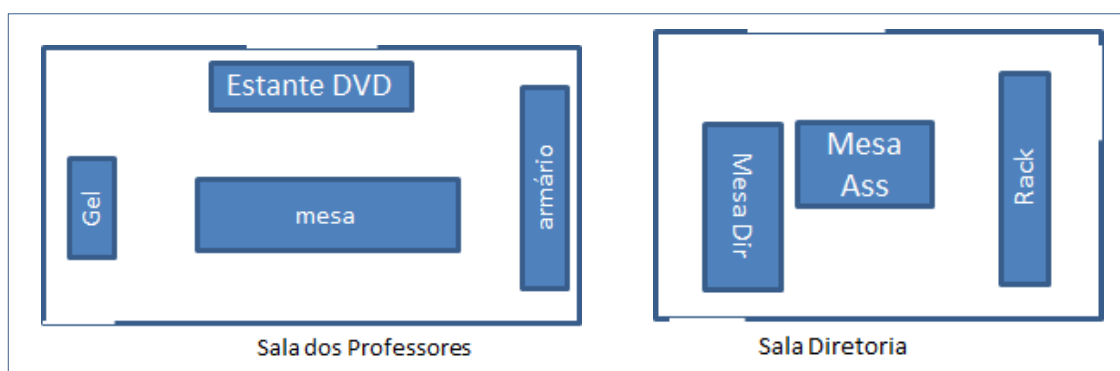 Estante DVD
Gel
mesa
armário
Sala dos Professores
Mesa Dir
Mesa
Ass
Rack
Sala Diretoria